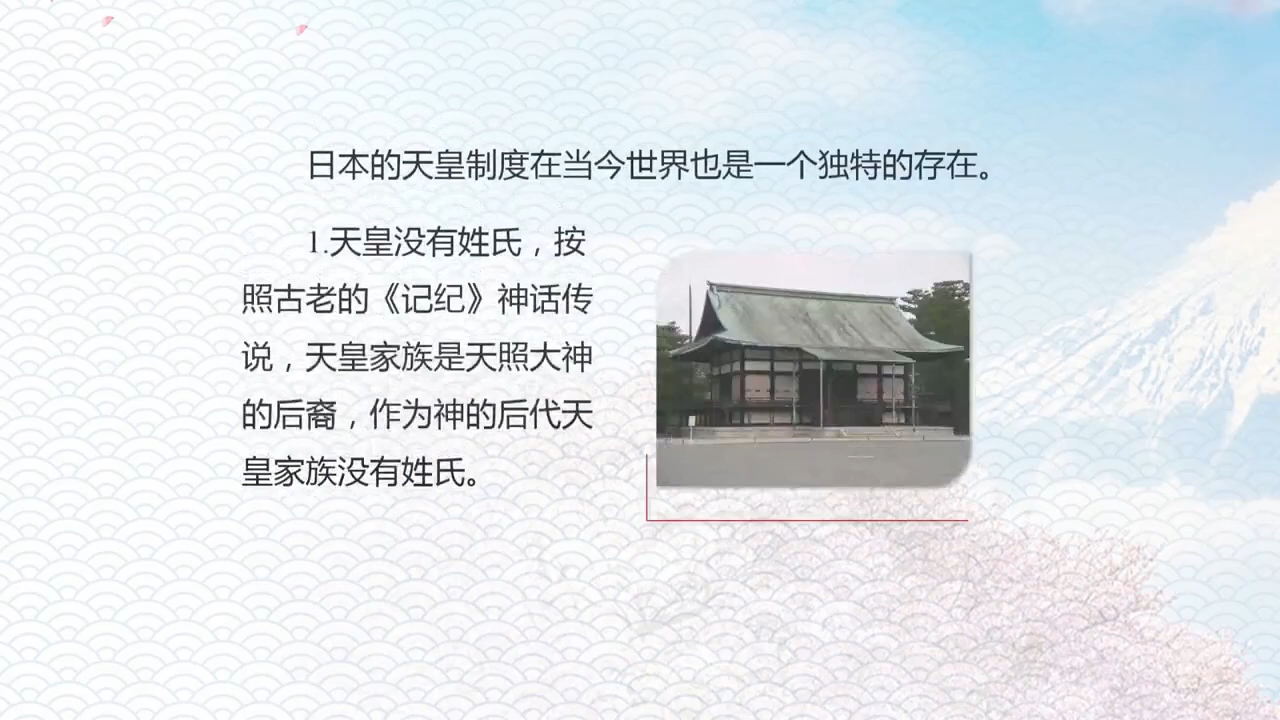 日本的天皇制度在当今世界也是一个独特的存在。
1.天皇没有姓氏，按
照古老的《记纪》神话传
说，天皇家族是天照大神
的后裔，作为神的后代天
皇家族没有姓氏。